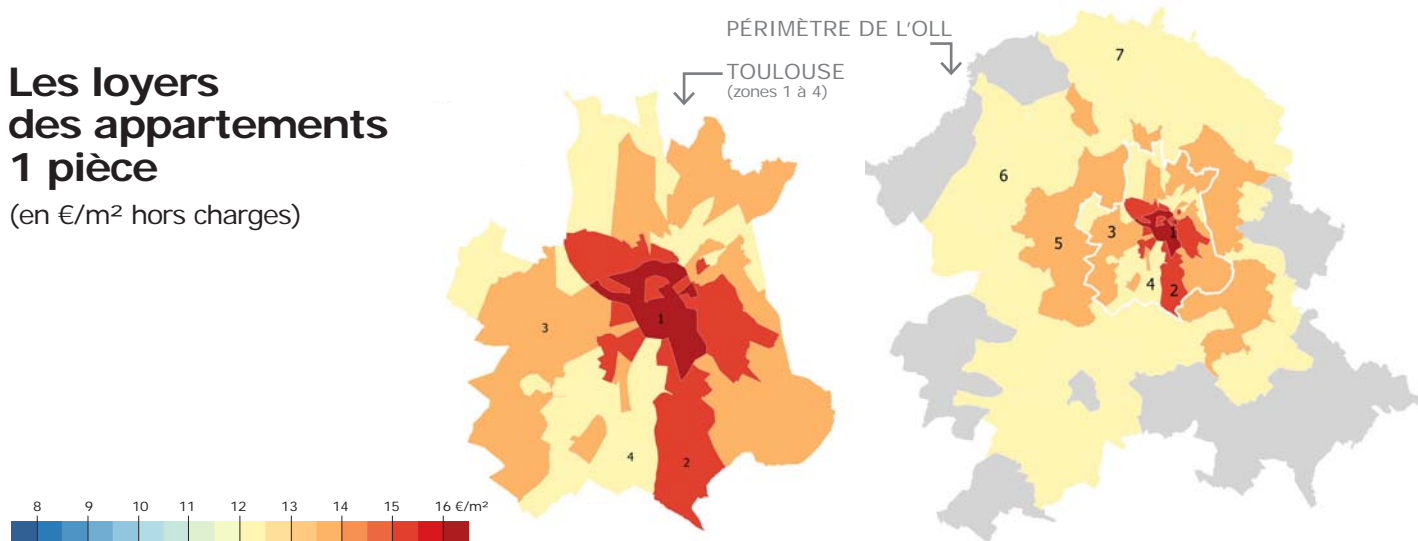 Les loyers
des appartements
1 pièce
(en €/m² hors charges)
PÉRIMÈTRE DE L'OLL
TOULOUSE
(zones 1 à 4)
3
1
4
2
7
6
5
3
1
4
2
8 9 10 11 12 13 14 15 16 €/m²